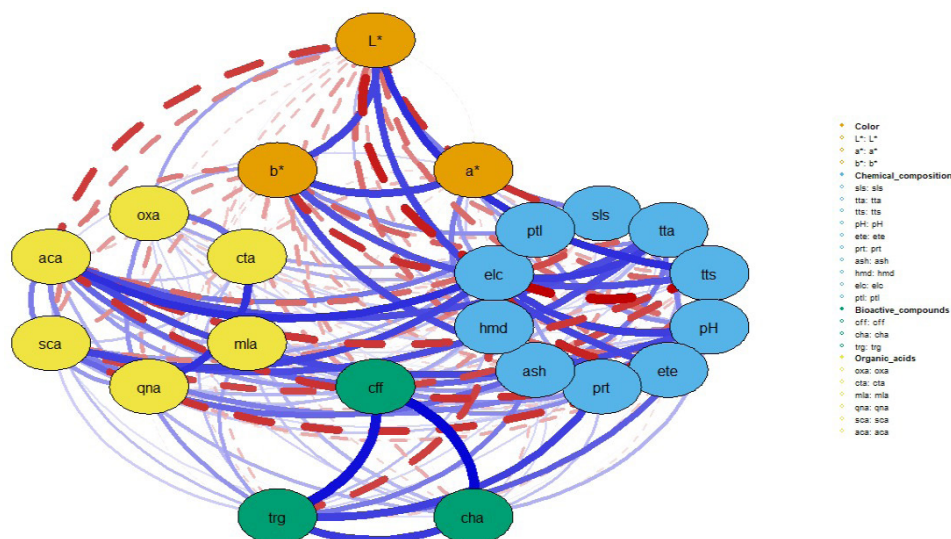 L*
b*
a*
oxa
sls
ptl
tta
aca
cta
elc
tts
hmd
pH
sca
mla
ash
ete
qna
cff
prt
trg
cha
Color
L*: L*
a*: a*
b*: b*
Chemical_composition
sls: sls
tta: tta
tts: tts
pH: pH
ete: ete
prt: prt
ash: ash
hmd: hmd
elc: elc
ptl: ptl
Bioactive_compounds
cff: cff
cha: cha
trg: trg
Organic_acids
oxa: oxa
cta: cta
mla: mla
qna: qna
sca: sca
aca: aca